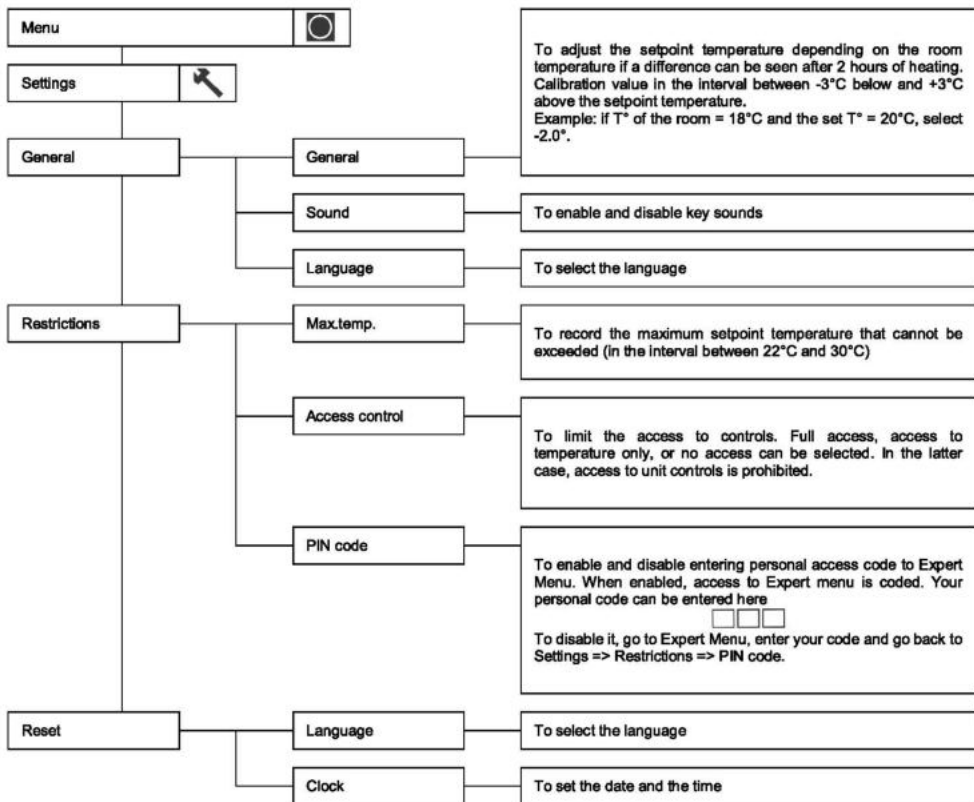 Menu
Settings
General
General
To adjust the setpoint temperature depending on the room
temperature if a difference can be seen after 2 hours of heating.
Calibration value in the interval between -3°C below and +3°C
above the setpoint temperature.
Example: if T° of the room = 18°C and the set T° = 20°C, select
-2.0°.
Sound
To enable and disable key sounds
Language
To select the language
Restrictions
Max.temp.
To record the maximum setpoint temperature that cannot be
exceeded (in the interval between 22°C and 30°C)
Access control
To limit the access to controls. Full access, access to
temperature only, or no access can be selected. In the latter
case, access to unit controls is prohibited.
PIN code
To enable and disable entering personal access code to Expert
Menu. When enabled, access to Expert menu is coded. Your
personal code can be entered here
To disable it, go to Expert Menu, enter your code and go back to
Settings => Restrictions => PIN code.
Reset
Language
To select the language
Clock
To set the date and the time